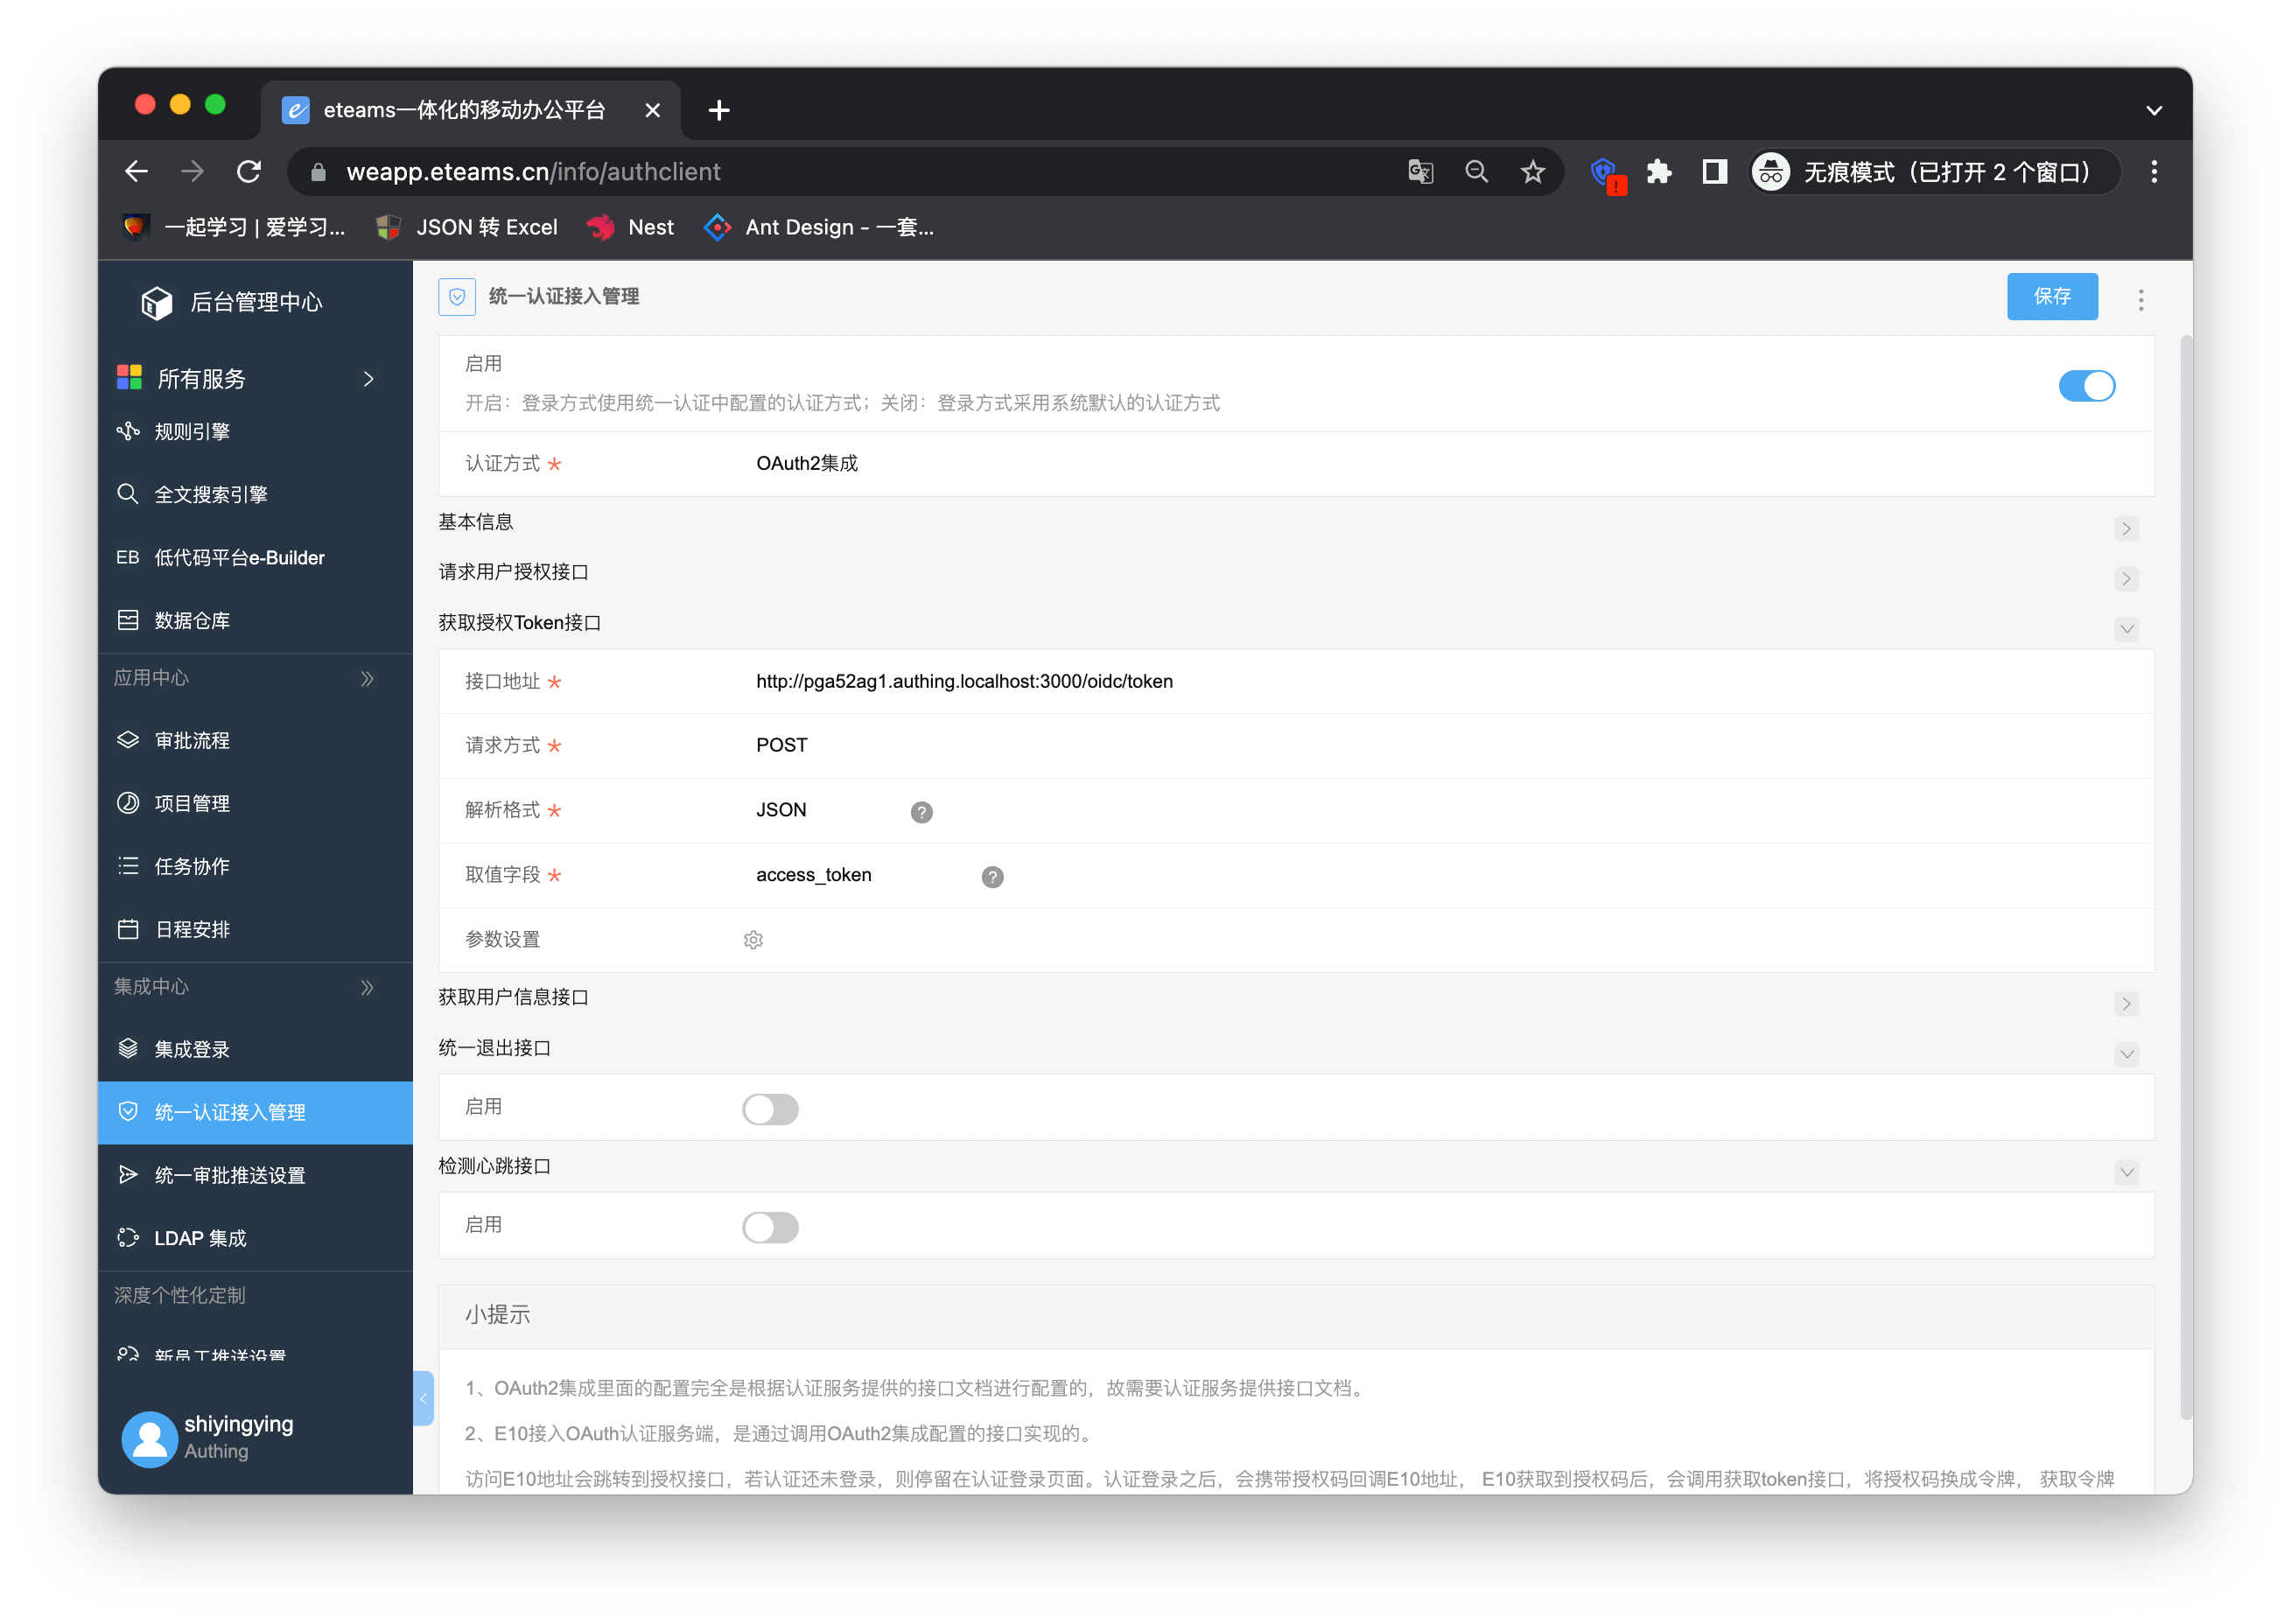 eteams一体化的移动办公平台
weapp.eteams.cn/info/authclient
无痕模式（已打开 2 个窗口）
一起学习 | 爱学习...
JSON 转 Excel
Nest
Ant Design - 一套...
后台管理中心
所有服务
规则引擎
全文搜索引擎
EB 低代码平台e-Builder
数据仓库
应用中心
审批流程
项目管理
任务协作
日程安排
集成中心
集成登录
统一认证接入管理
统一审批推送设置
LDAP 集成
深度个性化定制
新员工推送设置
shiyingying
Authing
统一认证接入管理
保存
启用
开启：登录方式使用统一认证中配置的认证方式；关闭：登录方式采用系统默认的认证方式
认证方式 * OAuth2集成
基本信息
请求用户授权接口
获取授权Token接口
接口地址 * http://pga52ag1.authing.localhost:3000/oidc/token
请求方式 * POST
解析格式 * JSON ?
取值字段 * access_token ?
参数设置
获取用户信息接口
统一退出接口
启用
检测心跳接口
启用
小提示
1、OAuth2集成里面的配置完全是根据认证服务提供的接口文档进行配置的，故需要认证服务提供接口文档。
2、E10接入OAuth认证服务端，是通过调用OAuth2集成配置的接口实现的。
访问E10地址会跳转到授权接口，若认证还未登录，则停留在认证登录页面。认证登录之后，会携带授权码回调E10地址， E10获取到授权码后，会调用获取token接口，将授权码换成令牌， 获取令牌